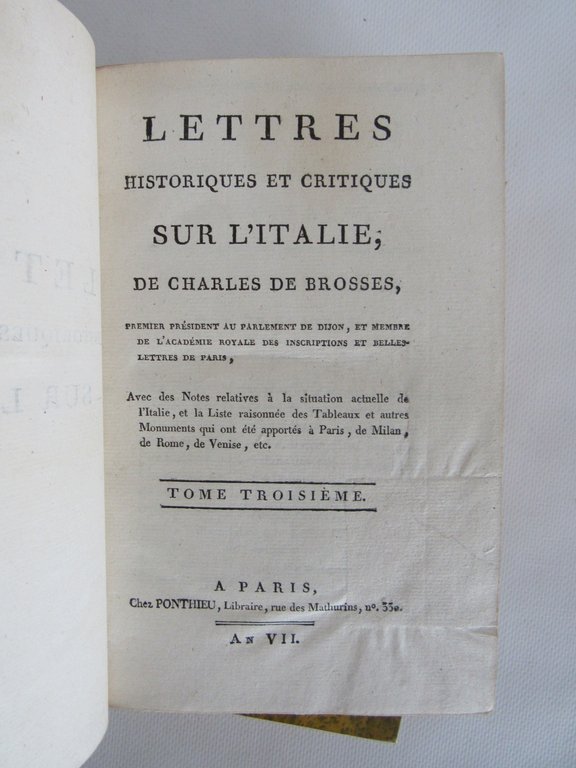 LETTRES
HISTORIQUES ET CRITIQUES
SUR L'ITALIE;
DE CHARLES DE BROSSES,
PREMIER PRÉSIDENT AU PARLEMENT DE DIJON, ET MEMBRE
DE L'ACADÉMIE ROYALE DES INSCRIPTIONS ET BELLES-
LETTRES DE PARIS,
Avec des Notes relatives à la situation actuelle de
l'Italie, et la Liste raisonnée des Tableaux et autres
Monuments qui ont été apportés à Paris, de Milan,
de Rome, de Venise, etc.
TOME TROISIÈME.
A PARIS,
Chez PONTHIEU, Libraire, rue des Mathurins, nº. 330.
AN VII.